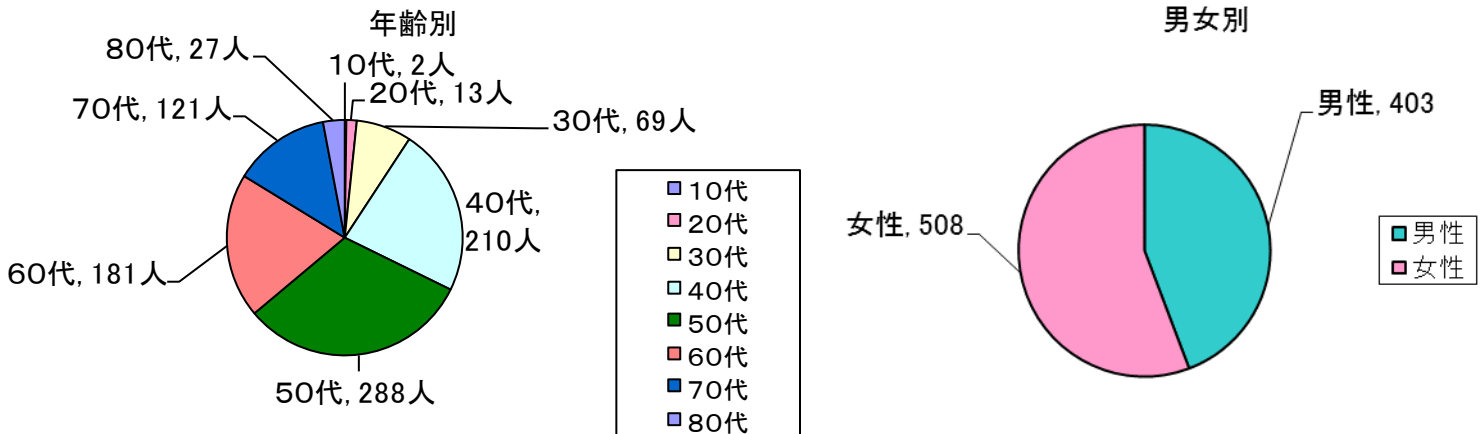 年齢別
80代, 27人
10代, 2人
20代, 13人
70代, 121人
30代, 69人
40代,
210人
60代, 181人
50代, 288人
10代
20代
30代
40代
50代
60代
70代
80代
男女別
男性, 403
女性, 508
男性
女性